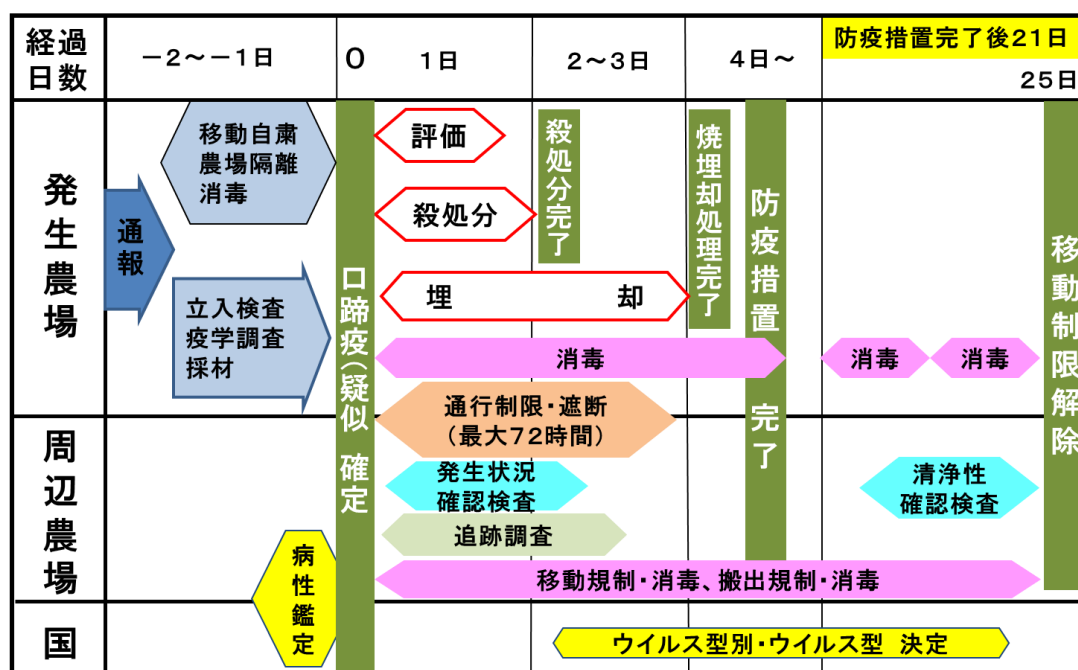 経過
日数
－2～－1日
0
1日
2～3日
4日～
防疫措置完了後21日
25日
発生農場
通報
移動自粛
農場隔離
消毒
立入検査
疫学調査
採材
口蹄疫（疑似 確定
評価
殺処分
埋 却
殺処分完了
焼埋却処理完了
防疫措置 完了
移動制限解除
消毒
消毒
消毒
通行制限・遮断
（最大72時間）
周辺農場
発生状況
確認検査
清浄性
確認検査
追跡調査
移動規制・消毒、搬出規制・消毒
国
病性鑑定
ウイルス型別・ウイルス型 決定